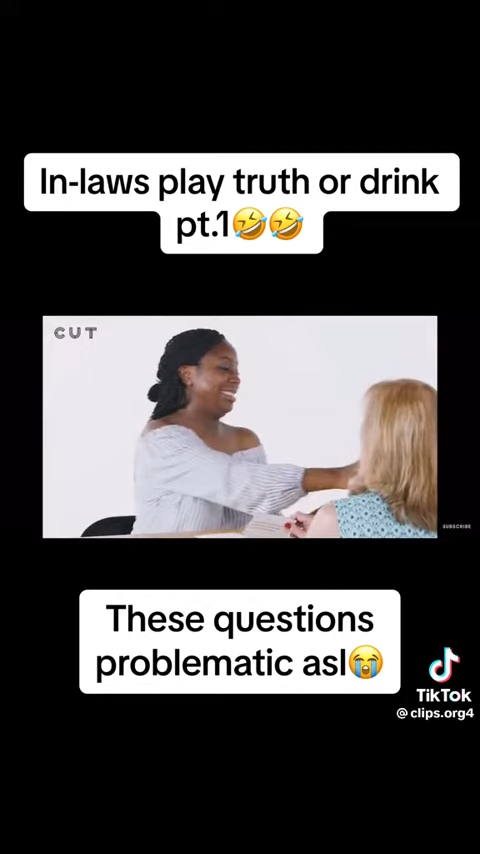 In-laws play truth or drink
pt.1🤣🤣
CUT
SUBSCRIBE
These questions
problematic asl😭
TikTok
@clips.org4